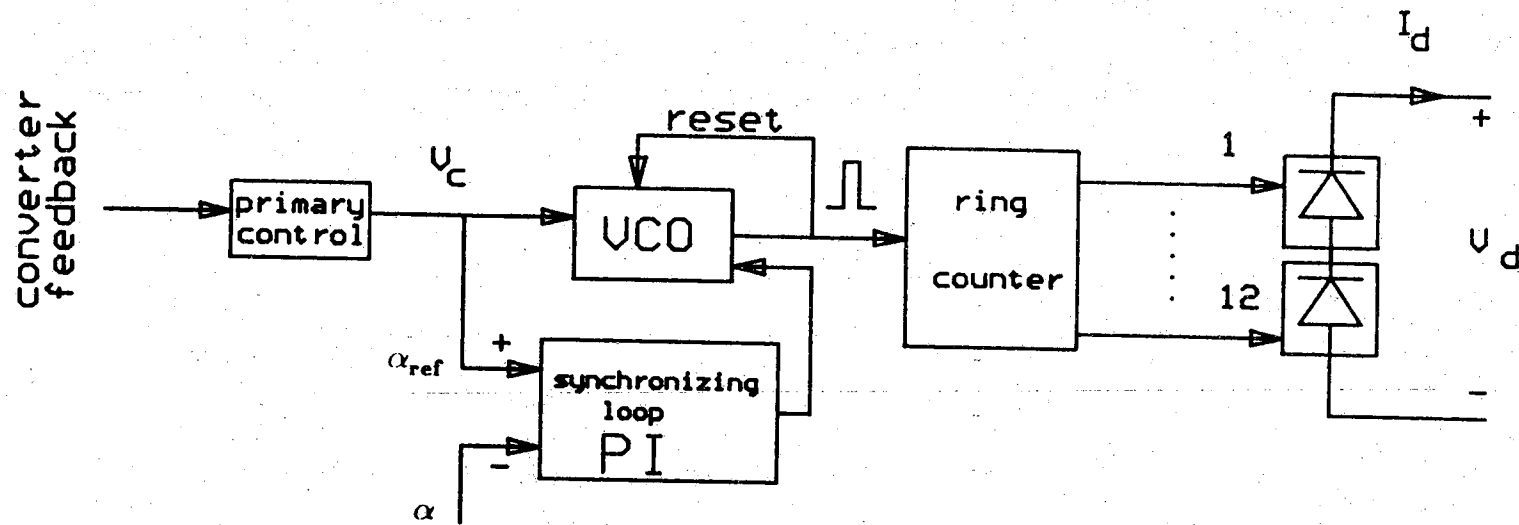 converter
feedback
primary
control
V_c
reset
VCO
α_ref
+
α
-
synchronizing
loop
PI
ring
counter
1
12
I_d
+
V_d
-